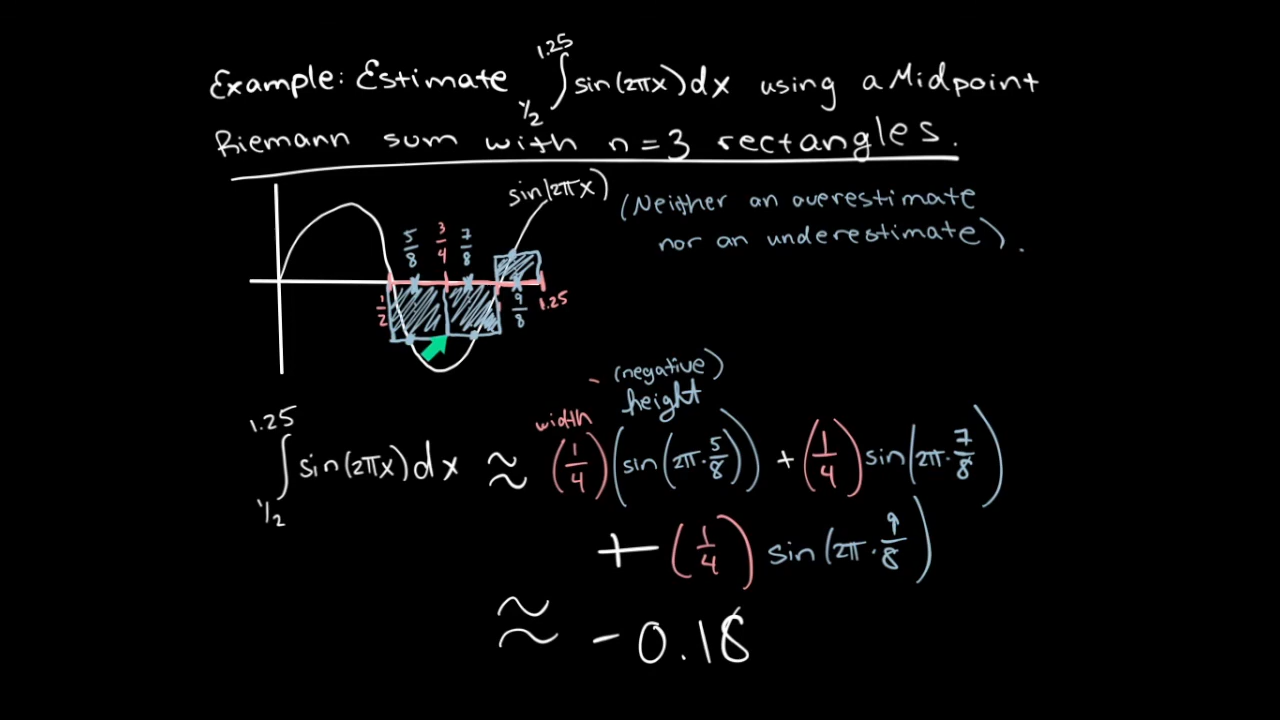 Example: Estimate ∫_{1/2}^{1.25} sin(2πx)dx using a Midpoint
Riemann sum with n = 3 rectangles.
sin(2πx)
(Neither an overestimate
nor an underestimate).
5/8 3/4 7/8
1/2 9/8 1.25
(negative)
width height
∫_{1/2}^{1.25} sin(2πx)dx ≈ (1/4)(sin(2π·5/8)) + (1/4) sin(2π·7/8)
+ (1/4) sin(2π·9/8)
≈ -0.18